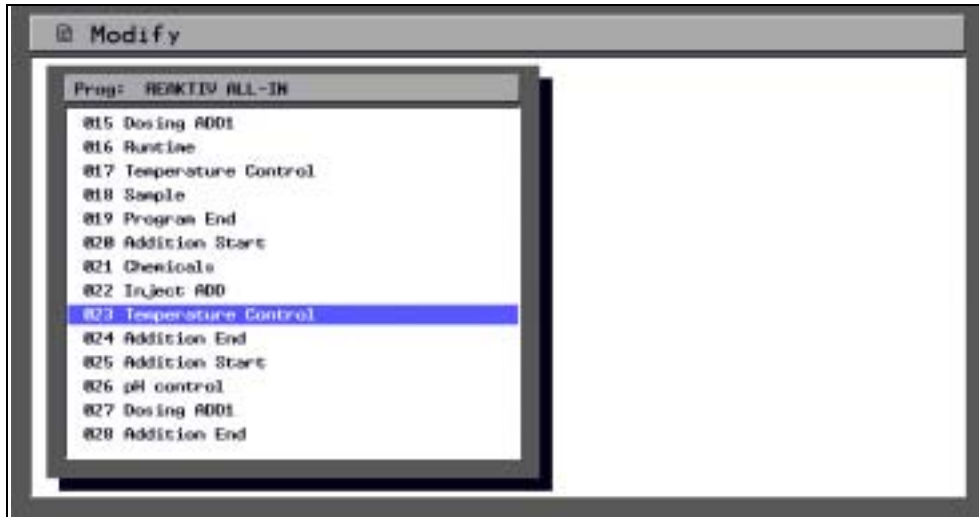 Modify
Prog: REAKTIV ALL-IN
015 Dosing ADD1
016 Runtime
017 Temperature Control
018 Sample
019 Program End
020 Addition Start
021 Chemicals
022 Inject ADD
023 Temperature Control
024 Addition End
025 Addition Start
026 pH control
027 Dosing ADD1
028 Addition End